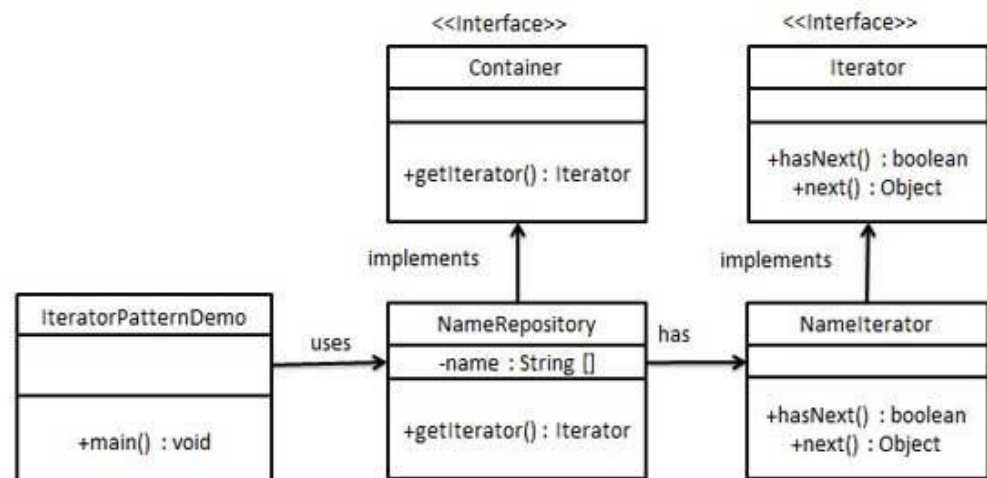 <<Interface>>
Container
+getIterator() : Iterator
<<Interface>>
Iterator
+hasNext() : boolean
+next() : Object
implements
implements
IteratorPatternDemo
+main() : void
uses
NameRepository
-name : String []
+getIterator() : Iterator
has
NameIterator
+hasNext() : boolean
+next() : Object